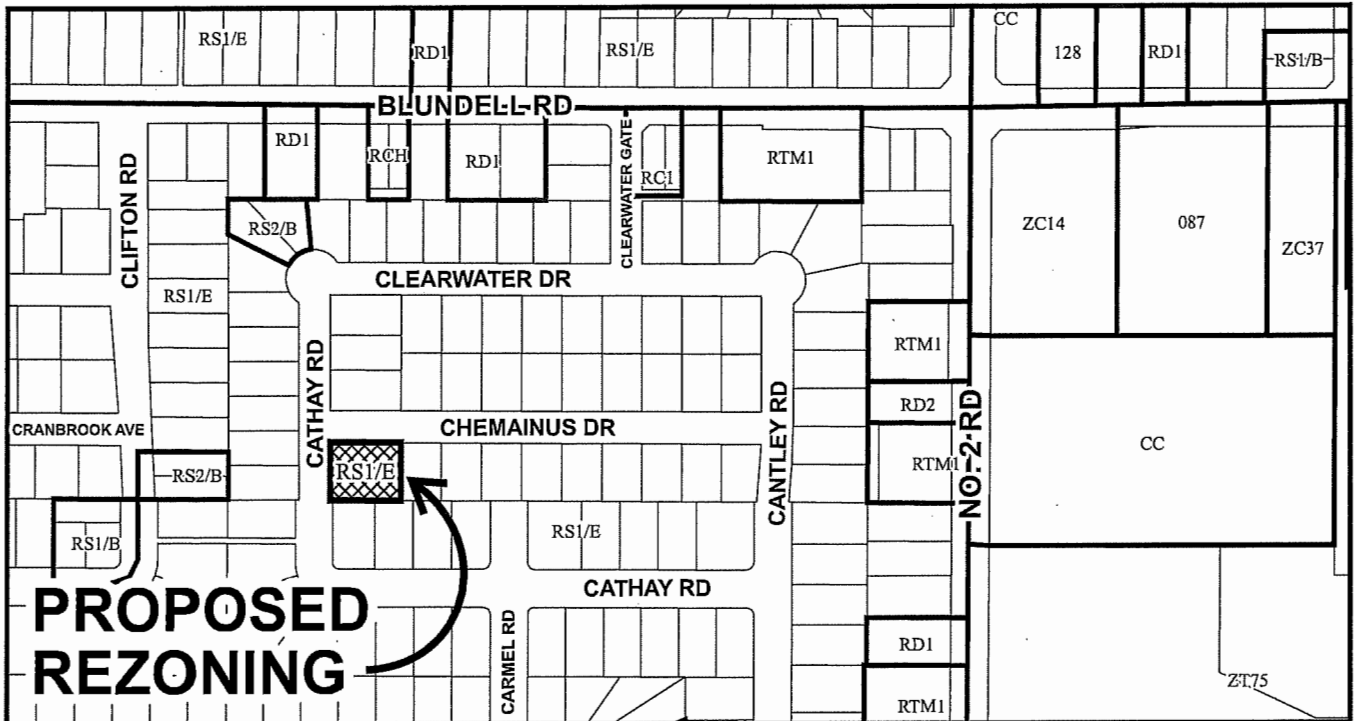 RS1/E
RD1
RS1/E
CC
128
RD1
RS1/B
BLUNDELL RD
CLIFTON RD
RD1
RCH
RD1
CLEARWATER GATE
RC1
RTM1
ZC14
087
ZC37
RS2/B
CLEARWATER DR
RS1/E
CATHAY RD
RTM1
RD2
CANTLEY RD
NO. 2 RD
CRANBROOK AVE
CHEMAINUS DR
CC
RS2/B
RS1/E
RTM1
RS1/B
RS1/E
PROPOSED
REZONING
CATHAY RD
CARMEL RD
RD1
ZT75
RTM1